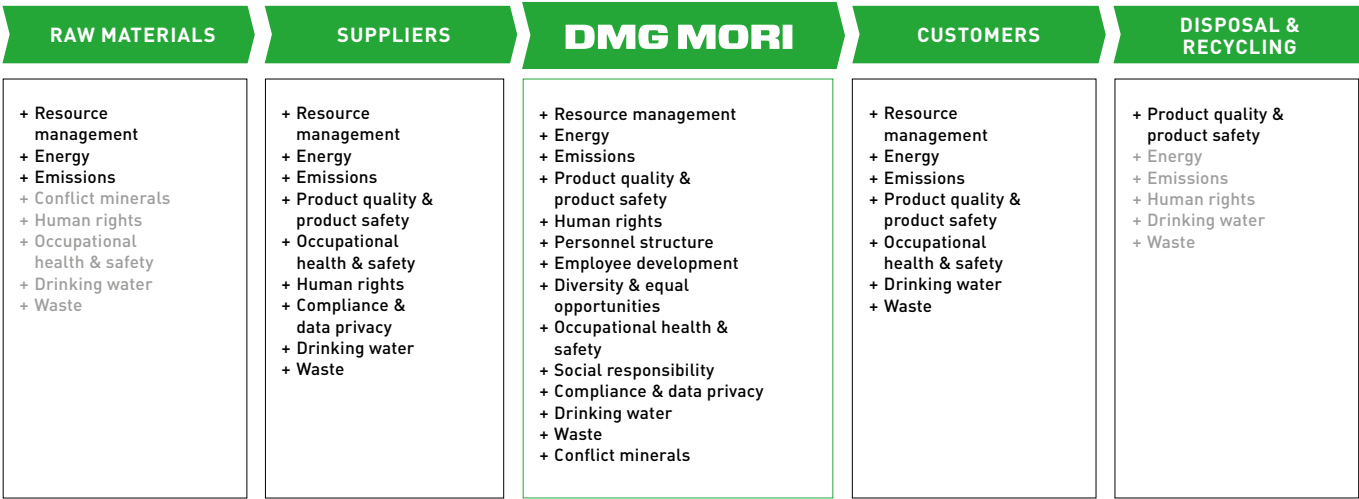 RAW MATERIALS
SUPPLIERS
DMG MORI
CUSTOMERS
DISPOSAL &
RECYCLING
+ Resource
management
+ Energy
+ Emissions
+ Conflict minerals
+ Human rights
+ Occupational
health & safety
+ Drinking water
+ Waste
+ Resource
management
+ Energy
+ Emissions
+ Product quality &
product safety
+ Occupational
health & safety
+ Human rights
+ Compliance &
data privacy
+ Drinking water
+ Waste
+ Resource management
+ Energy
+ Emissions
+ Product quality &
product safety
+ Human rights
+ Personnel structure
+ Employee development
+ Diversity & equal
opportunities
+ Occupational health &
safety
+ Social responsibility
+ Compliance & data privacy
+ Drinking water
+ Waste
+ Conflict minerals
+ Resource
management
+ Energy
+ Emissions
+ Product quality &
product safety
+ Occupational
health & safety
+ Drinking water
+ Waste
+ Product quality &
product safety
+ Energy
+ Emissions
+ Human rights
+ Drinking water
+ Waste